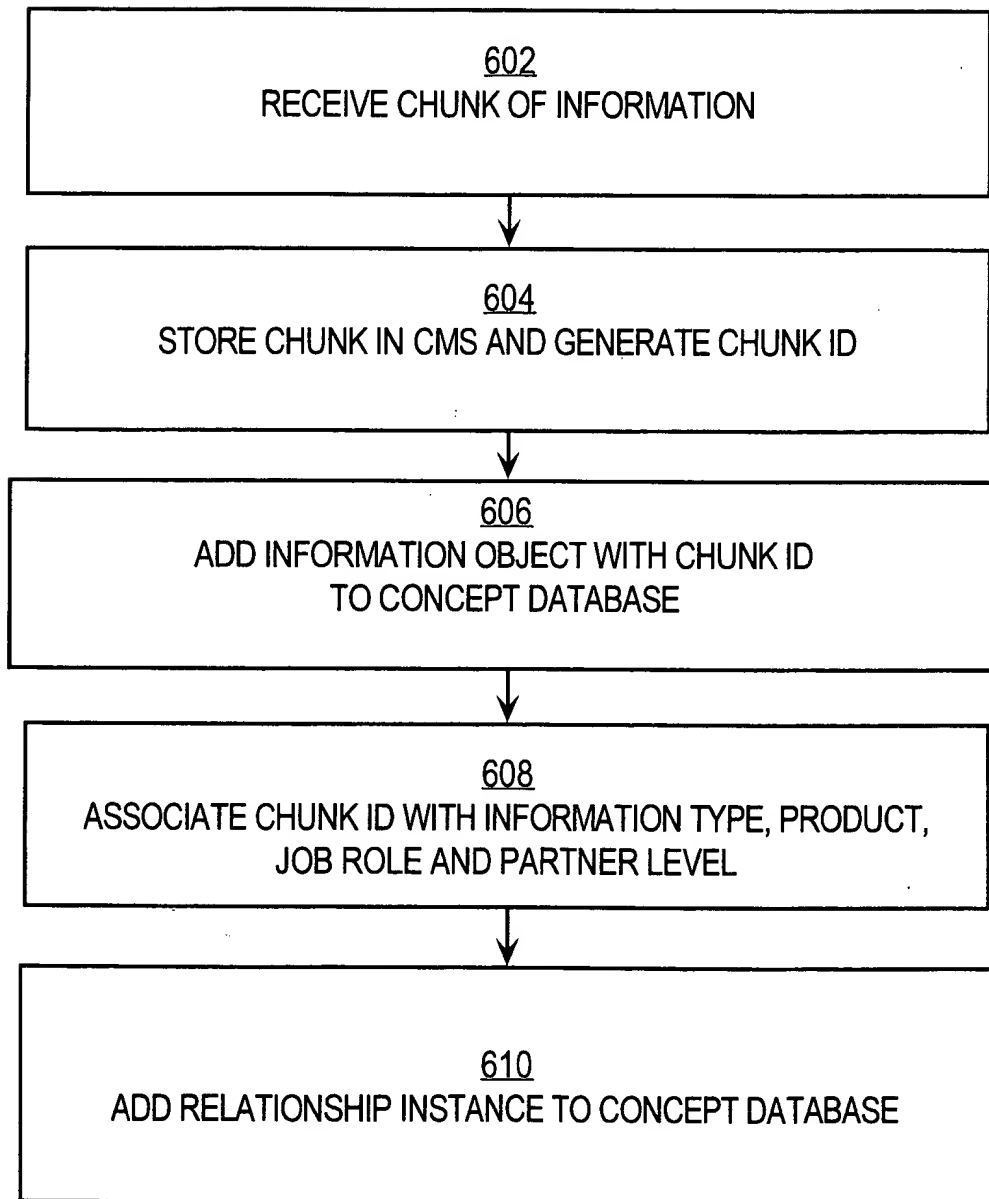 602
RECEIVE CHUNK OF INFORMATION
604
STORE CHUNK IN CMS AND GENERATE CHUNK ID
606
ADD INFORMATION OBJECT WITH CHUNK ID
TO CONCEPT DATABASE
608
ASSOCIATE CHUNK ID WITH INFORMATION TYPE, PRODUCT,
JOB ROLE AND PARTNER LEVEL
610
ADD RELATIONSHIP INSTANCE TO CONCEPT DATABASE